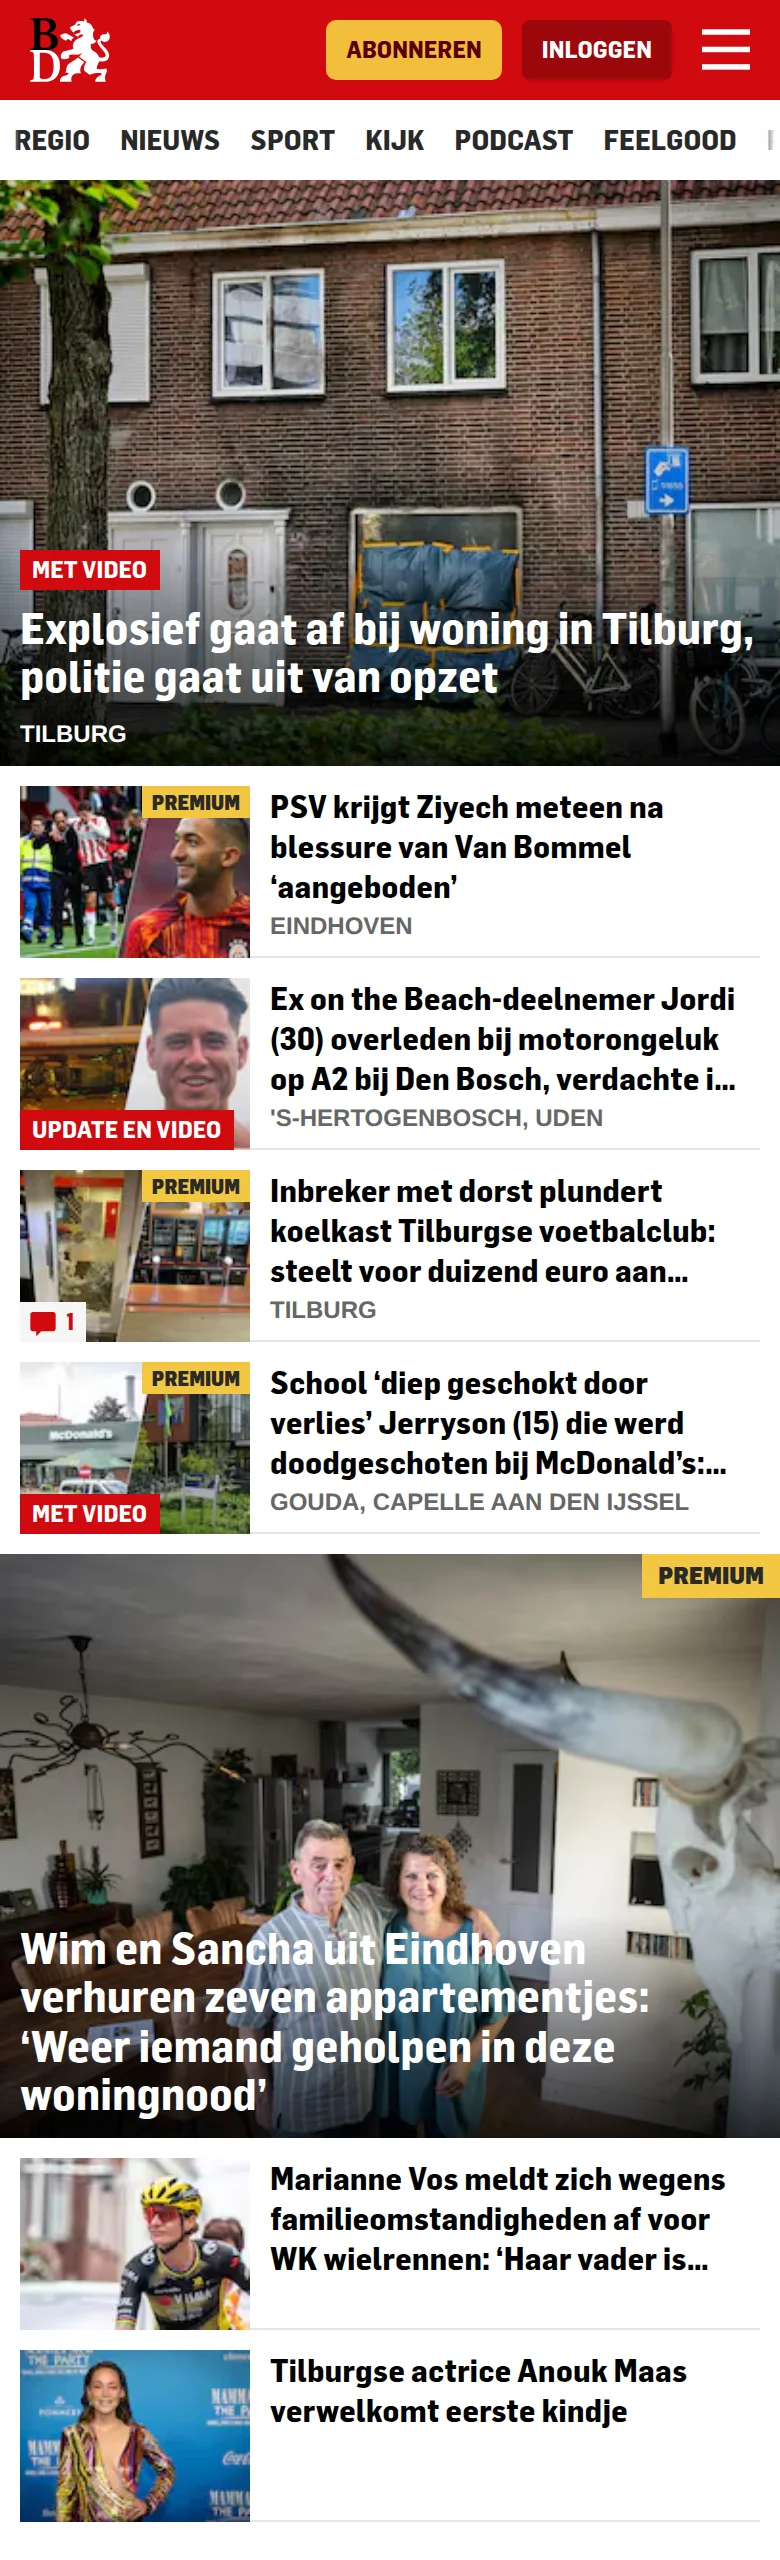 BD
ABONNEREN
INLOGGEN
REGIO NIEUWS SPORT KIJK PODCAST FEELGOOD
MET VIDEO
Explosief gaat af bij woning in Tilburg,
politie gaat uit van opzet
TILBURG
PREMIUM
PSV krijgt Ziyech meteen na
blessure van Van Bommel
‘aangeboden’
EINDHOVEN
Ex on the Beach-deelnemer Jordi
(30) overleden bij motorongeluk
op A2 bij Den Bosch, verdachte i...
UPDATE EN VIDEO
'S-HERTOGENBOSCH, UDEN
PREMIUM
Inbreker met dorst plundert
koelkast Tilburgse voetbalclub:
steelt voor duizend euro aan...
1
TILBURG
PREMIUM
School ‘diep geschokt door
verlies’ Jerryson (15) die werd
doodgeschoten bij McDonald’s:...
McDonald's
MET VIDEO
GOUDA, CAPELLE AAN DEN IJSSEL
PREMIUM
Wim en Sancha uit Eindhoven
verhuren zeven appartementjes:
‘Weer iemand geholpen in deze
woningnood’
Marianne Vos meldt zich wegens
familieomstandigheden af voor
WK wielrennen: ‘Haar vader is...
VISMA
Tilburgse actrice Anouk Maas
verwelkomt eerste kindje
THE PARTY